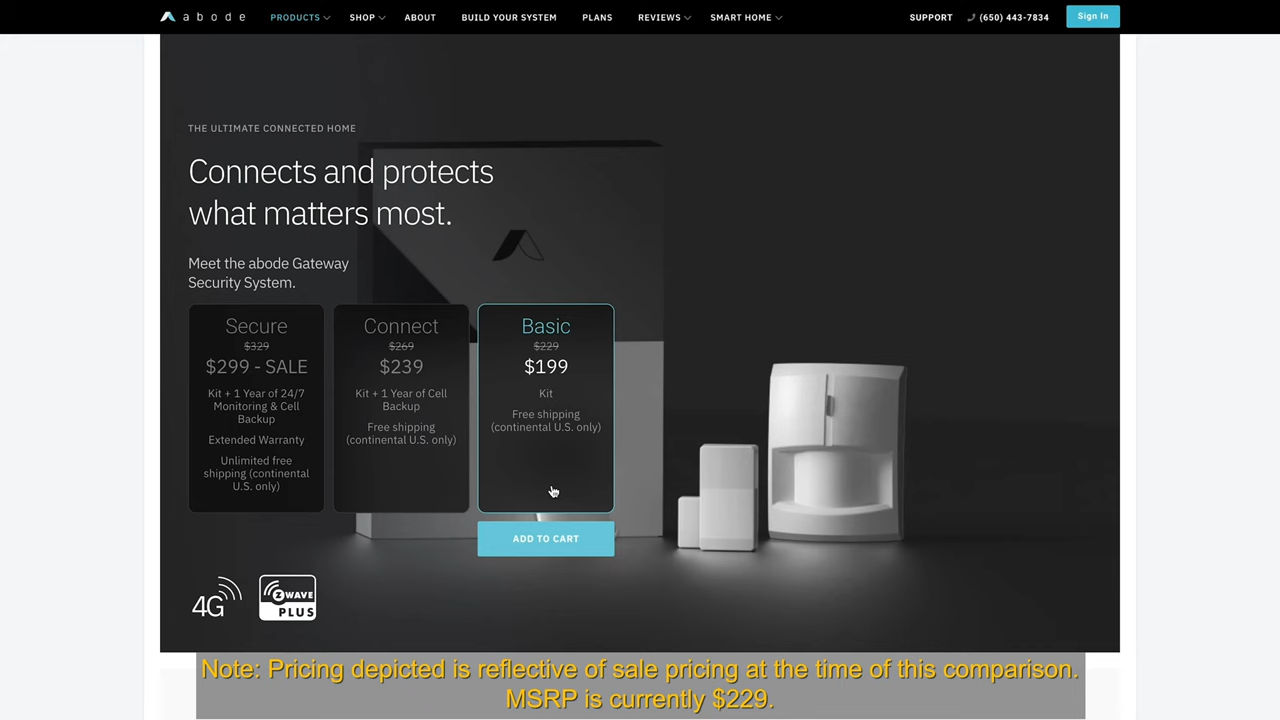 abode
PRODUCTS
SHOP
ABOUT
BUILD YOUR SYSTEM
PLANS
REVIEWS
SMART HOME
SUPPORT
(650) 443-7834
Sign In
THE ULTIMATE CONNECTED HOME
Connects and protects
what matters most.
Meet the abode Gateway
Security System.
Secure
$329
$299 - SALE
Kit + 1 Year of 24/7
Monitoring & Cell
Backup
Extended Warranty
Unlimited free
shipping (continental
U.S. only)
Connect
$269
$239
Kit + 1 Year of Cell
Backup
Free shipping
(continental U.S. only)
Basic
$229
$199
Kit
Free shipping
(continental U.S. only)
ADD TO CART
4G
Z WAVE
PLUS
Note: Pricing depicted is reflective of sale pricing at the time of this comparison.
MSRP is currently $229.